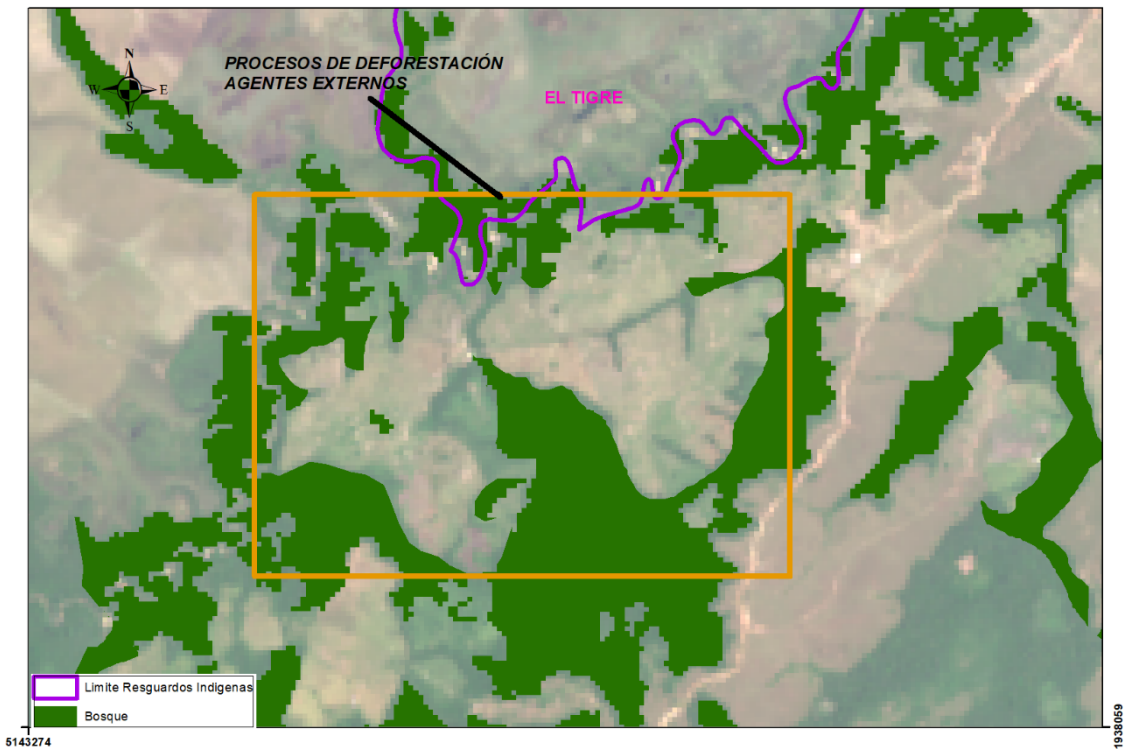 N
W
E
S
PROCESOS DE DEFORESTACIÓN
AGENTES EXTERNOS
EL TIGRE
Limite Resguardos Indigenas
Bosque
5143274
1938059